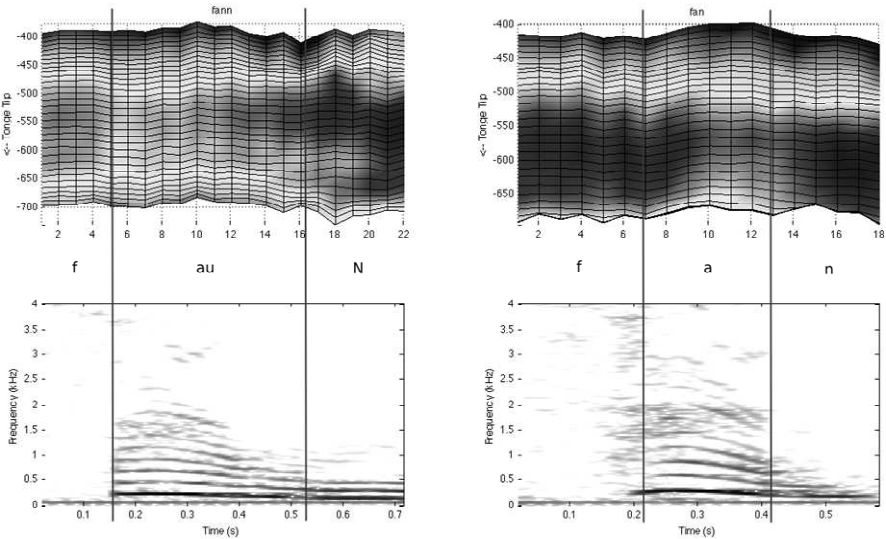 fann
-400
-450
-500
-550
-600
-650
-700
<-- Tonge Tip
2 4 6 8 10 12 14 16 18 20 22
f au N
4
3.5
3
2.5
2
1.5
1
0.5
0
Frequency (kHz)
0.1 0.2 0.3 0.4 0.5 0.6 0.7
Time (s)
fan
-400
-450
-500
-550
-600
-650
<-- Tonge Tip
2 4 6 8 10 12 14 16 18
f a n
4
3.5
3
2.5
2
1.5
1
0.5
0
Frequency (kHz)
0.1 0.2 0.3 0.4 0.5
Time (s)